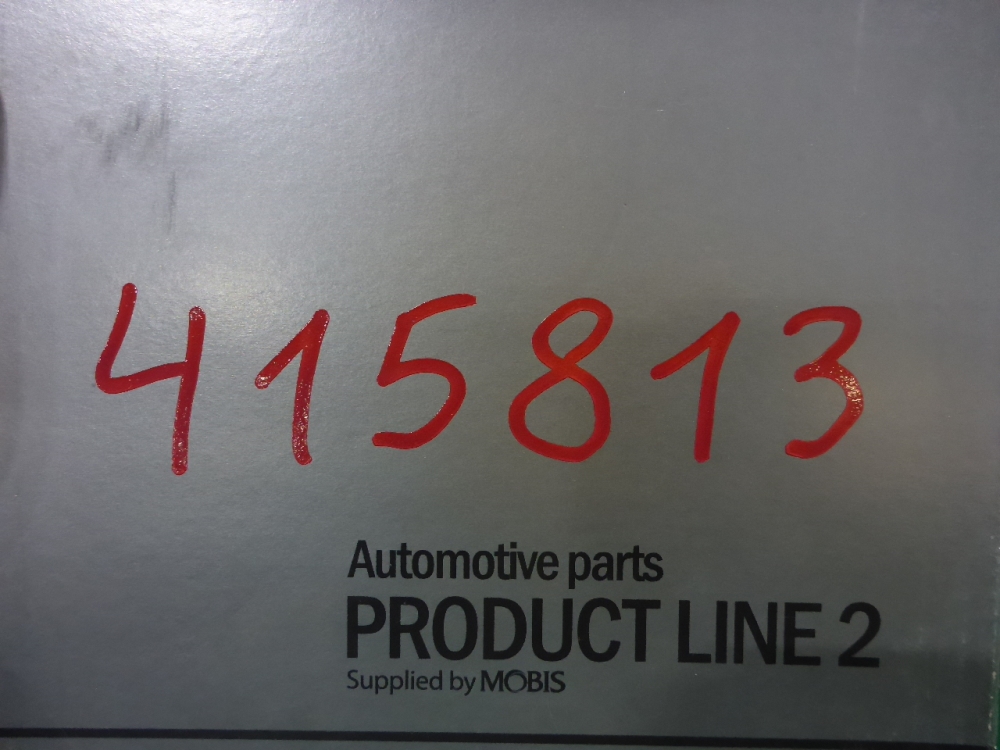 415813
Automotive parts
PRODUCT LINE 2
Supplied by MOBIS